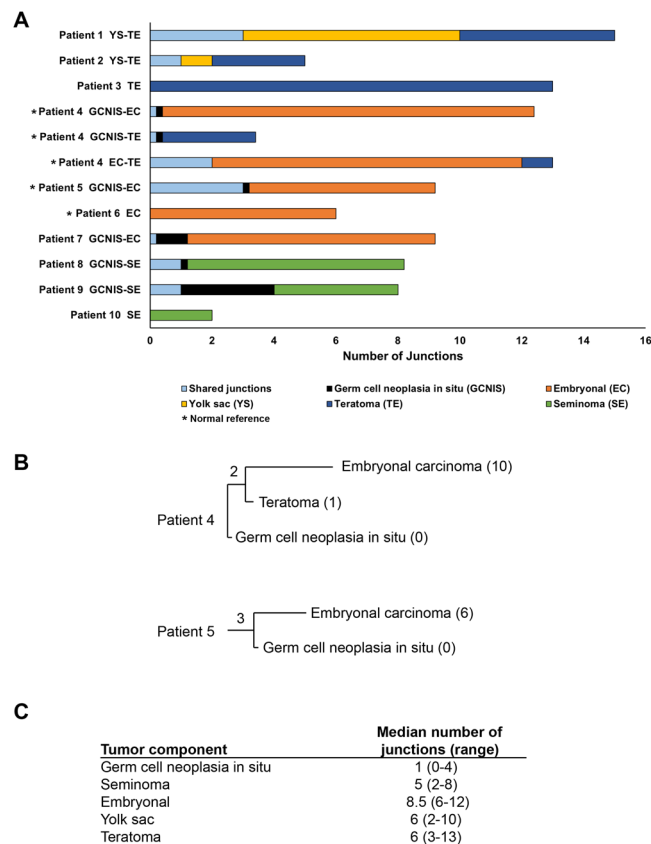 A
Patient 1 YS-TE
Patient 2 YS-TE
Patient 3 TE
* Patient 4 GCNIS-EC
* Patient 4 GCNIS-TE
* Patient 4 EC-TE
* Patient 5 GCNIS-EC
* Patient 6 EC
Patient 7 GCNIS-EC
Patient 8 GCNIS-SE
Patient 9 GCNIS-SE
Patient 10 SE
0 2 4 6 8 10 12 14 16
Number of Junctions
Shared junctions Germ cell neoplasia in situ (GCNIS) Embryonal (EC)
Yolk sac (YS) Teratoma (TE) Seminoma (SE)
* Normal reference
B
Embryonal carcinoma (10)
2
Teratoma (1)
Patient 4
Germ cell neoplasia in situ (0)
Embryonal carcinoma (6)
3
Patient 5
Germ cell neoplasia in situ (0)
C
Median number of
Tumor component junctions (range)
Germ cell neoplasia in situ 1 (0-4)
Seminoma 5 (2-8)
Embryonal 8.5 (6-12)
Yolk sac 6 (2-10)
Teratoma 6 (3-13)